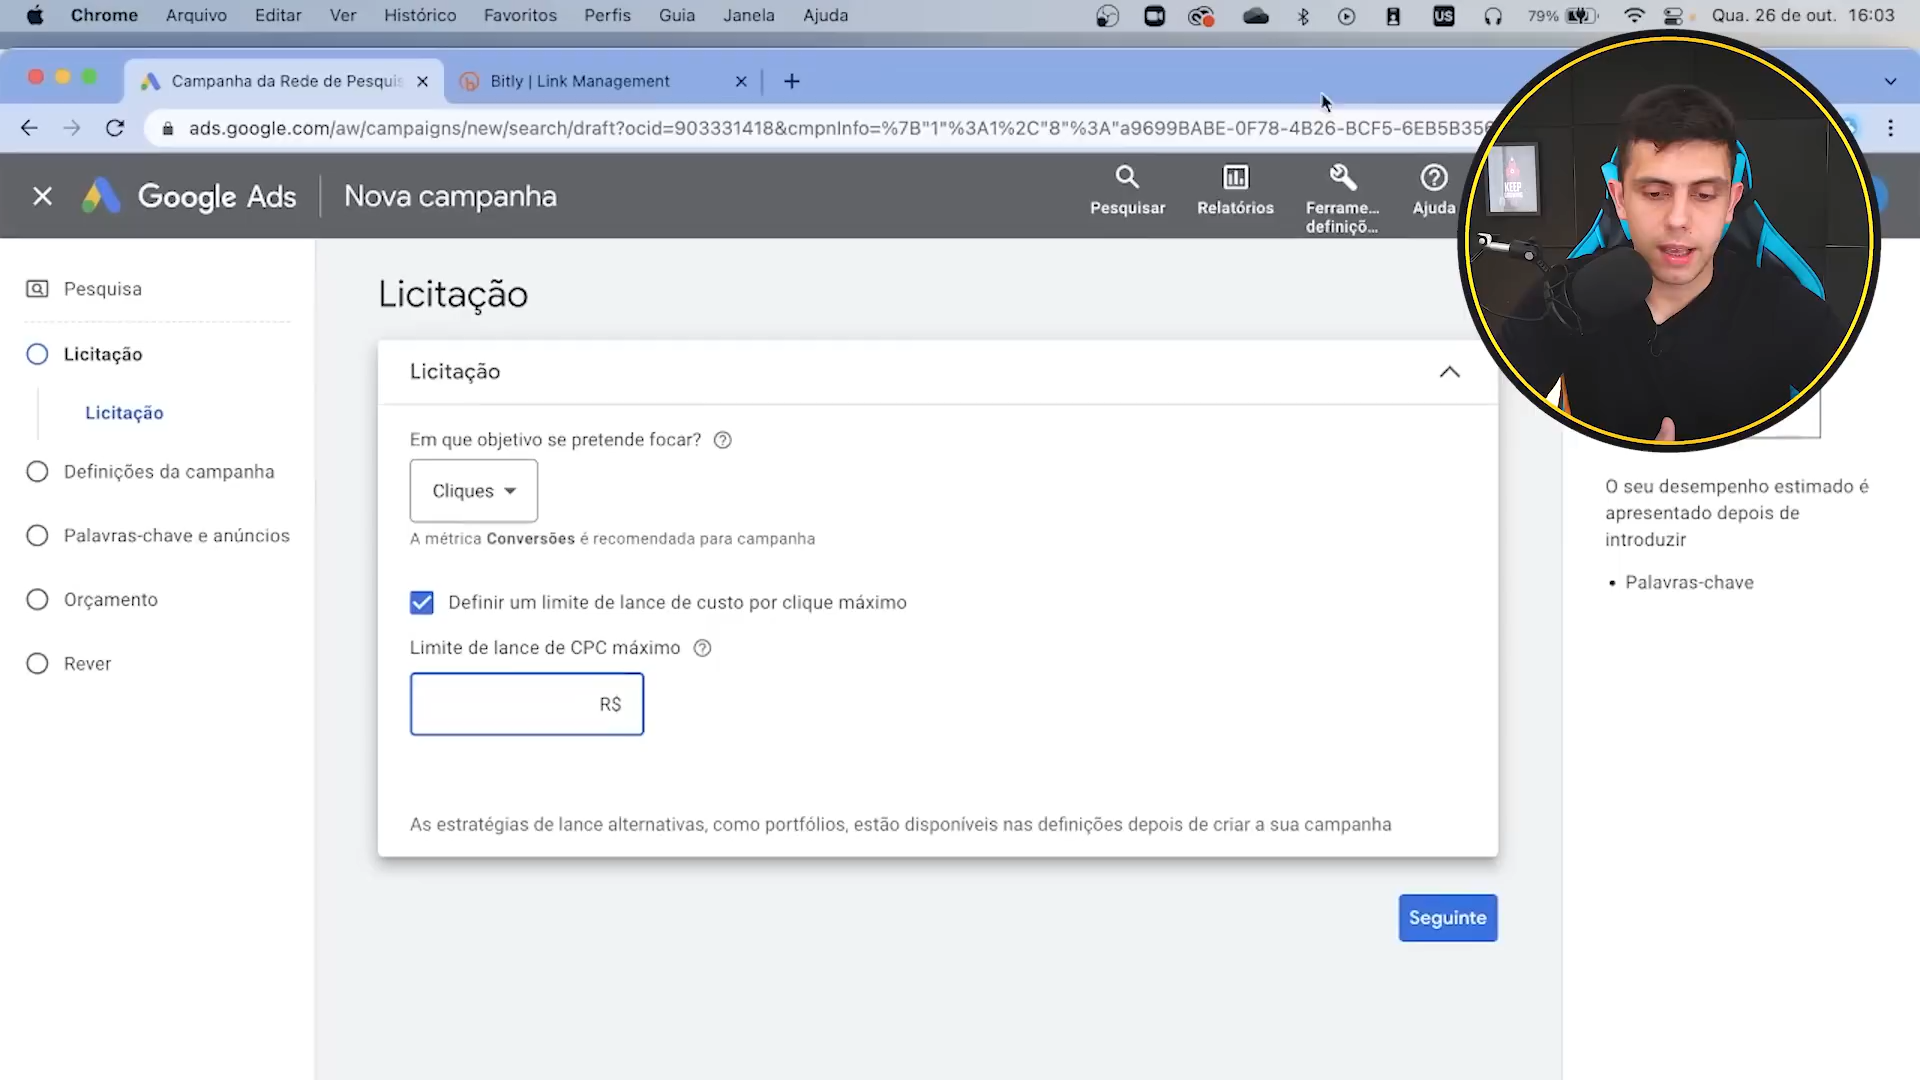 Chrome Arquivo Editar Ver Histórico Favoritos Perfis Guia Janela Ajuda US 79% Qua. 26 de out. 16:03
Campanha da Rede de Pesquis Bitly | Link Management
ads.google.com/aw/campaigns/new/search/draft?ocid=903331418&cmpnInfo=%7B"1"%3A1%2C"8"%3A"a9699BABE-0F78-4B26-BCF5-6EB5B356
Google Ads Nova campanha
Pesquisar Relatórios Ferrame... definiçõ... Ajuda
KEEP
Pesquisa
Licitação
Licitação
Definições da campanha
Palavras-chave e anúncios
Orçamento
Rever
Licitação
Licitação
Em que objetivo se pretende focar?
Cliques
A métrica Conversões é recomendada para campanha
Definir um limite de lance de custo por clique máximo
Limite de lance de CPC máximo
R$
As estratégias de lance alternativas, como portfólios, estão disponíveis nas definições depois de criar a sua campanha
Seguinte
O seu desempenho estimado é
apresentado depois de
introduzir
• Palavras-chave